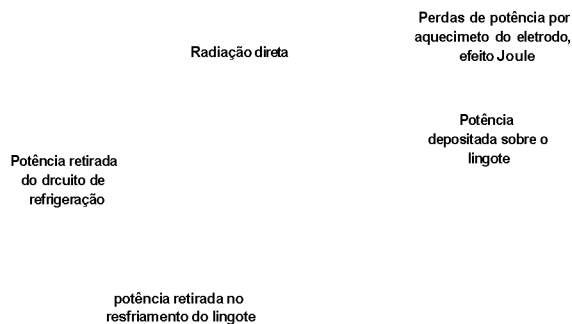 Perdas de potência por
aquecimeto do eletrodo,
efeito Joule
Radiação direta
Potência
depositada sobre o
lingote
Potência retirada
do drcuito de
refrigeração
potência retirada no
resfriamento do lingote